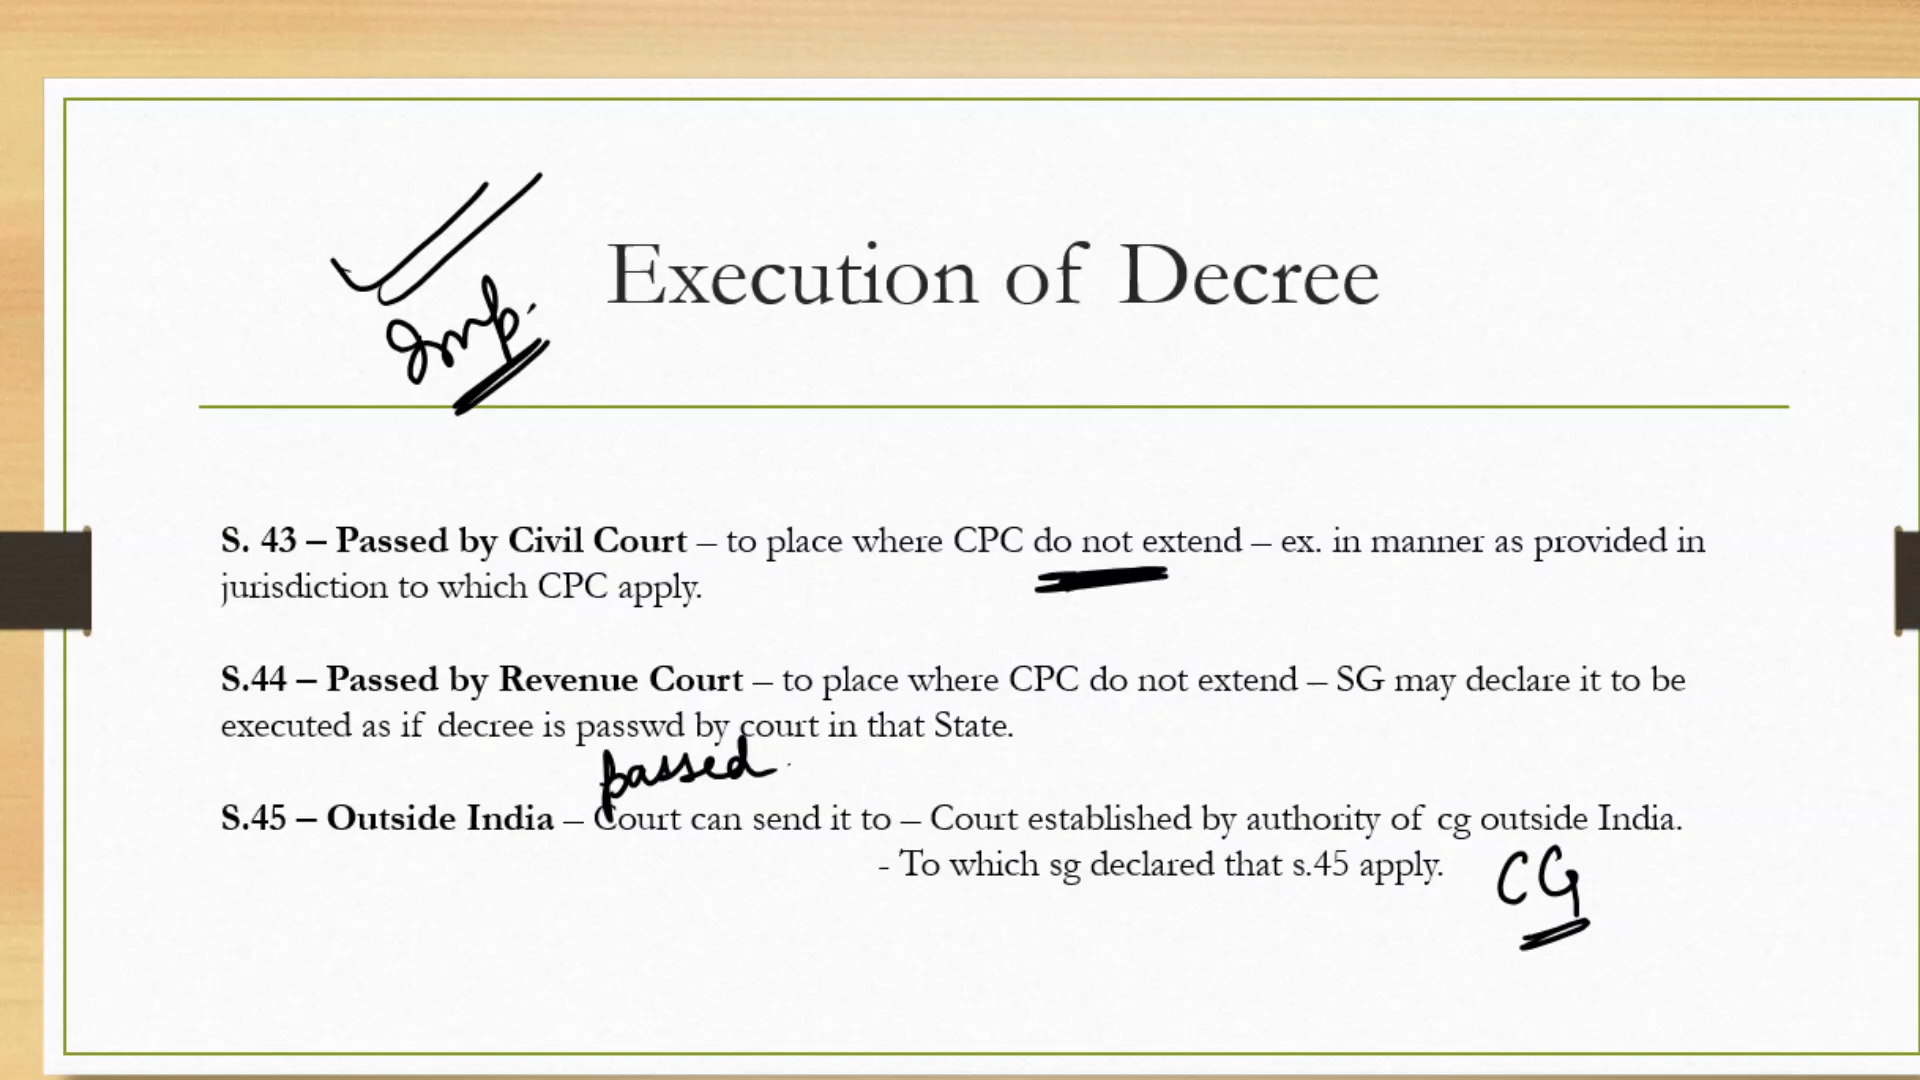 Execution of Decree
Imp.
S. 43 – Passed by Civil Court – to place where CPC do not extend – ex. in manner as provided in
jurisdiction to which CPC apply.
S.44 – Passed by Revenue Court – to place where CPC do not extend – SG may declare it to be
executed as if decree is passwd by court in that State.
passed
S.45 – Outside India – Court can send it to – Court established by authority of cg outside India.
- To which sg declared that s.45 apply.
CG